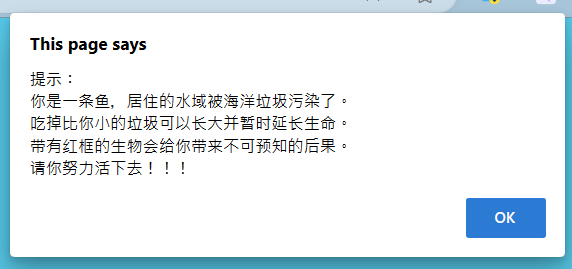 This page says
提示：
你是一条鱼，居住的水域被海洋垃圾污染了。
吃掉比你小的垃圾可以长大并暂时延长生命。
带有红框的生物会给你带来不可预知的后果。
请你努力活下去！！！
OK